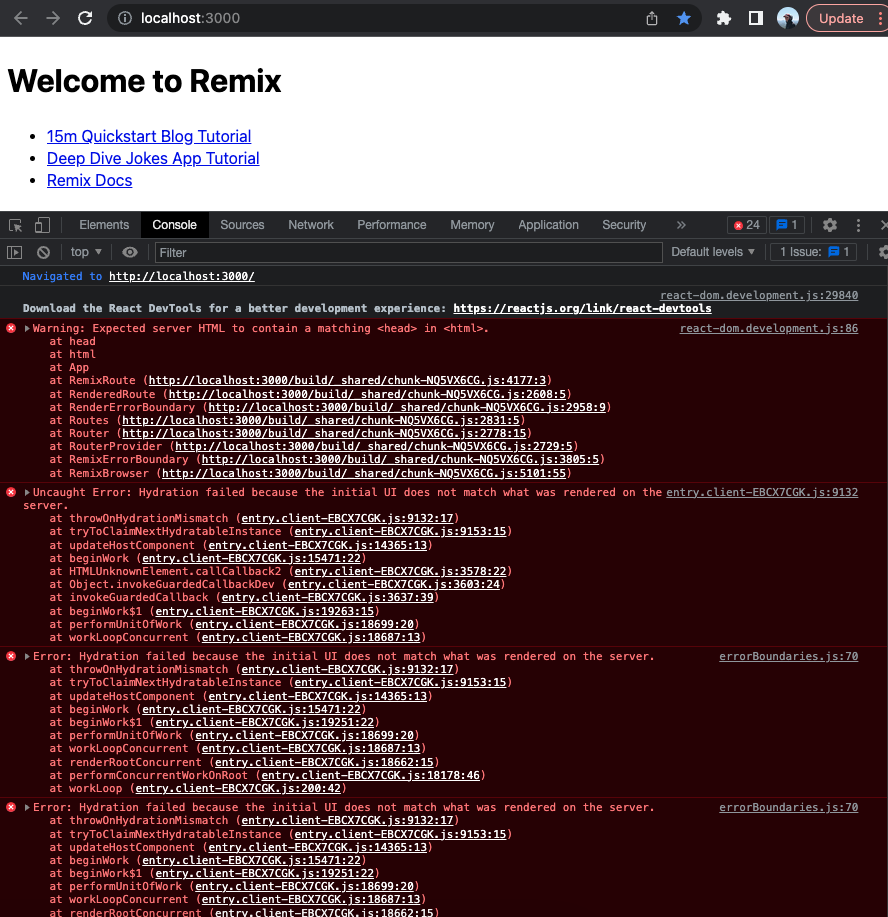 localhost:3000
Update
Welcome to Remix
15m Quickstart Blog Tutorial
Deep Dive Jokes App Tutorial
Remix Docs
Elements Console Sources Network Performance Memory Application Security » 24 1
top Filter Default levels 1 Issue: 1
Navigated to http://localhost:3000/
react-dom.development.js:29840
Download the React DevTools for a better development experience: https://reactjs.org/link/react-devtools
Warning: Expected server HTML to contain a matching <head> in <html>. react-dom.development.js:86
at head
at html
at App
at RemixRoute (http://localhost:3000/build/_shared/chunk-NQ5VX6CG.js:4177:3)
at RenderedRoute (http://localhost:3000/build/_shared/chunk-NQ5VX6CG.js:2608:5)
at RenderErrorBoundary (http://localhost:3000/build/_shared/chunk-NQ5VX6CG.js:2958:9)
at Routes (http://localhost:3000/build/_shared/chunk-NQ5VX6CG.js:2831:5)
at Router (http://localhost:3000/build/_shared/chunk-NQ5VX6CG.js:2778:15)
at RouterProvider (http://localhost:3000/build/_shared/chunk-NQ5VX6CG.js:2729:5)
at RemixErrorBoundary (http://localhost:3000/build/_shared/chunk-NQ5VX6CG.js:3805:5)
at RemixBrowser (http://localhost:3000/build/_shared/chunk-NQ5VX6CG.js:5101:55)
Uncaught Error: Hydration failed because the initial UI does not match what was rendered on the entry.client-EBCX7CGK.js:9132
server.
at throwOnHydrationMismatch (entry.client-EBCX7CGK.js:9132:17)
at tryToClaimNextHydratableInstance (entry.client-EBCX7CGK.js:9153:15)
at updateHostComponent (entry.client-EBCX7CGK.js:14365:13)
at beginWork (entry.client-EBCX7CGK.js:15471:22)
at HTMLUnknownElement.callCallback2 (entry.client-EBCX7CGK.js:3578:22)
at Object.invokeGuardedCallbackDev (entry.client-EBCX7CGK.js:3603:24)
at invokeGuardedCallback (entry.client-EBCX7CGK.js:3637:39)
at beginWork$1 (entry.client-EBCX7CGK.js:19263:15)
at performUnitOfWork (entry.client-EBCX7CGK.js:18699:20)
at workLoopConcurrent (entry.client-EBCX7CGK.js:18687:13)
Error: Hydration failed because the initial UI does not match what was rendered on the server. errorBoundaries.js:70
at throwOnHydrationMismatch (entry.client-EBCX7CGK.js:9132:17)
at tryToClaimNextHydratableInstance (entry.client-EBCX7CGK.js:9153:15)
at updateHostComponent (entry.client-EBCX7CGK.js:14365:13)
at beginWork (entry.client-EBCX7CGK.js:15471:22)
at beginWork$1 (entry.client-EBCX7CGK.js:19251:22)
at performUnitOfWork (entry.client-EBCX7CGK.js:18699:20)
at workLoopConcurrent (entry.client-EBCX7CGK.js:18687:13)
at renderRootConcurrent (entry.client-EBCX7CGK.js:18662:15)
at performConcurrentWorkOnRoot (entry.client-EBCX7CGK.js:18178:46)
at workLoop (entry.client-EBCX7CGK.js:200:42)
Error: Hydration failed because the initial UI does not match what was rendered on the server. errorBoundaries.js:70
at throwOnHydrationMismatch (entry.client-EBCX7CGK.js:9132:17)
at tryToClaimNextHydratableInstance (entry.client-EBCX7CGK.js:9153:15)
at updateHostComponent (entry.client-EBCX7CGK.js:14365:13)
at beginWork (entry.client-EBCX7CGK.js:15471:22)
at beginWork$1 (entry.client-EBCX7CGK.js:19251:22)
at performUnitOfWork (entry.client-EBCX7CGK.js:18699:20)
at workLoopConcurrent (entry.client-EBCX7CGK.js:18687:13)
at renderRootConcurrent (entry.client-EBCX7CGK.js:18662:15)